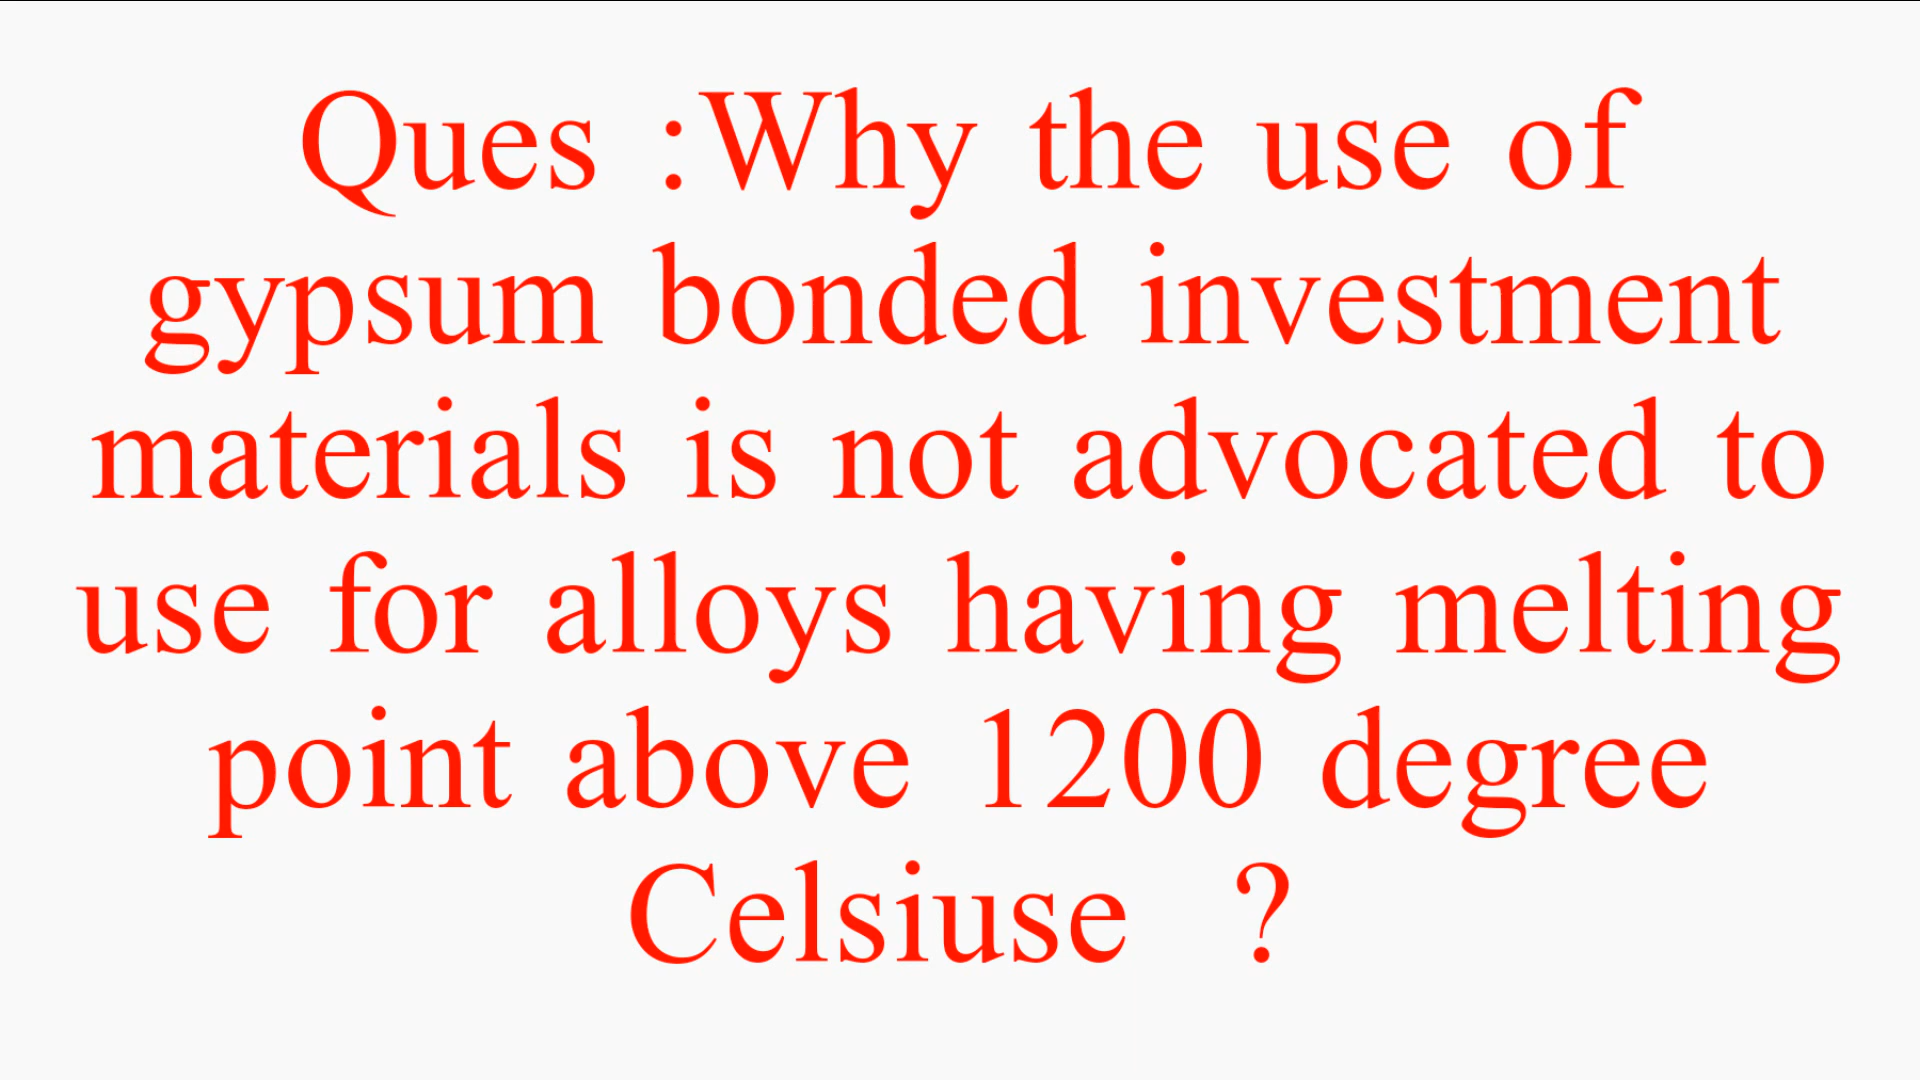 Ques :Why the use of
gypsum bonded investment
materials is not advocated to
use for alloys having melting
point above 1200 degree
Celsiuse ?